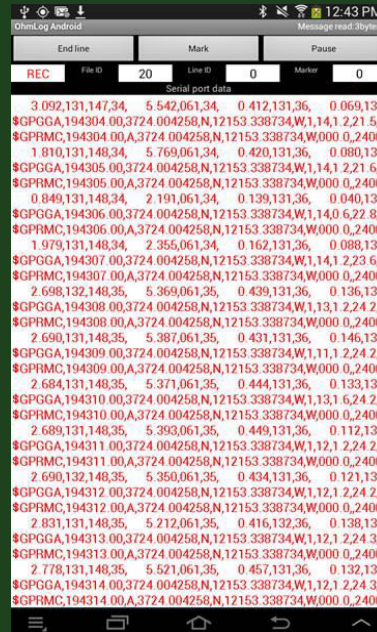 12:43 PM
OhmLog Android Message read:3bytes
End line Mark Pause
REC File ID 20 Line ID 0 Marker 0
Serial port data
3.092,131,147,34, 5.542,061,34, 0.412,131,36, 0.069,13
$GPGGA,194304.00,3724.004258,N,12153.338734,W,1,14,1.2,21.5
$GPRMC,194304.00,A,3724.004258,N,12153.338734,W,000.0,,2400
1.810,131,148,34, 5.769,061,34, 0.420,131,36, 0.080,13
$GPGGA,194305.00,3724.004258,N,12153.338734,W,1,14,1.2,21.6
$GPRMC,194305.00,A,3724.004258,N,12153.338734,W,000.0,,2400
0.849,131,148,34, 2.191,061,34, 0.139,131,36, 0.040,13
$GPGGA,194306.00,3724.004258,N,12153.338734,W,1,14,0.6,22.8
$GPRMC,194306.00,A,3724.004258,N,12153.338734,W,000.0,,2400
1.979,131,148,34, 2.355,061,34, 0.162,131,36, 0.088,13
$GPGGA,194307.00,3724.004258,N,12153.338734,W,1,14,1.2,23.6
$GPRMC,194307.00,A,3724.004258,N,12153.338734,W,000.0,,2400
2.698,132,148,35, 5.369,061,35, 0.439,131,36, 0.136,13
$GPGGA,194308.00,3724.004258,N,12153.338734,W,1,13,1.2,24.2
$GPRMC,194308.00,A,3724.004258,N,12153.338734,W,000.0,,2400
2.690,131,148,35, 5.387,061,35, 0.431,131,36, 0.146,13
$GPGGA,194309.00,3724.004258,N,12153.338734,W,1,11,1.2,24.2
$GPRMC,194309.00,A,3724.004258,N,12153.338734,W,000.0,,2400
2.684,131,148,35, 5.371,061,35, 0.444,131,36, 0.133,13
$GPGGA,194310.00,3724.004258,N,12153.338734,W,1,13,1.6,24.2
$GPRMC,194310.00,A,3724.004258,N,12153.338734,W,000.0,,2400
2.689,131,148,35, 5.393,061,35, 0.449,131,36, 0.112,13
$GPGGA,194311.00,3724.004258,N,12153.338734,W,1,12,1.2,24.2
$GPRMC,194311.00,A,3724.004258,N,12153.338734,W,000.0,,2400
2.690,132,148,35, 5.350,061,35, 0.434,131,36, 0.121,13
$GPGGA,194312.00,3724.004258,N,12153.338734,W,1,12,1.2,24.2
$GPRMC,194312.00,A,3724.004258,N,12153.338734,W,000.0,,2400
2.831,131,148,35, 5.212,061,35, 0.416,132,36, 0.138,13
$GPGGA,194313.00,3724.004258,N,12153.338734,W,1,12,1.2,24.3
$GPRMC,194313.00,A,3724.004258,N,12153.338734,W,000.0,,2400
2.778,131,148,35, 5.521,061,35, 0.457,131,36, 0.132,13
$GPGGA,194314.00,3724.004258,N,12153.338734,W,1,12,1.2,24.3
$GPRMC,194314.00,A,3724.004258,N,12153.338734,W,000.0,,2400